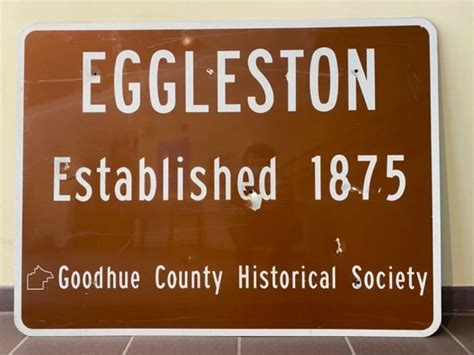 EGGLESTON
Established 1875
Goodhue County Historical Society